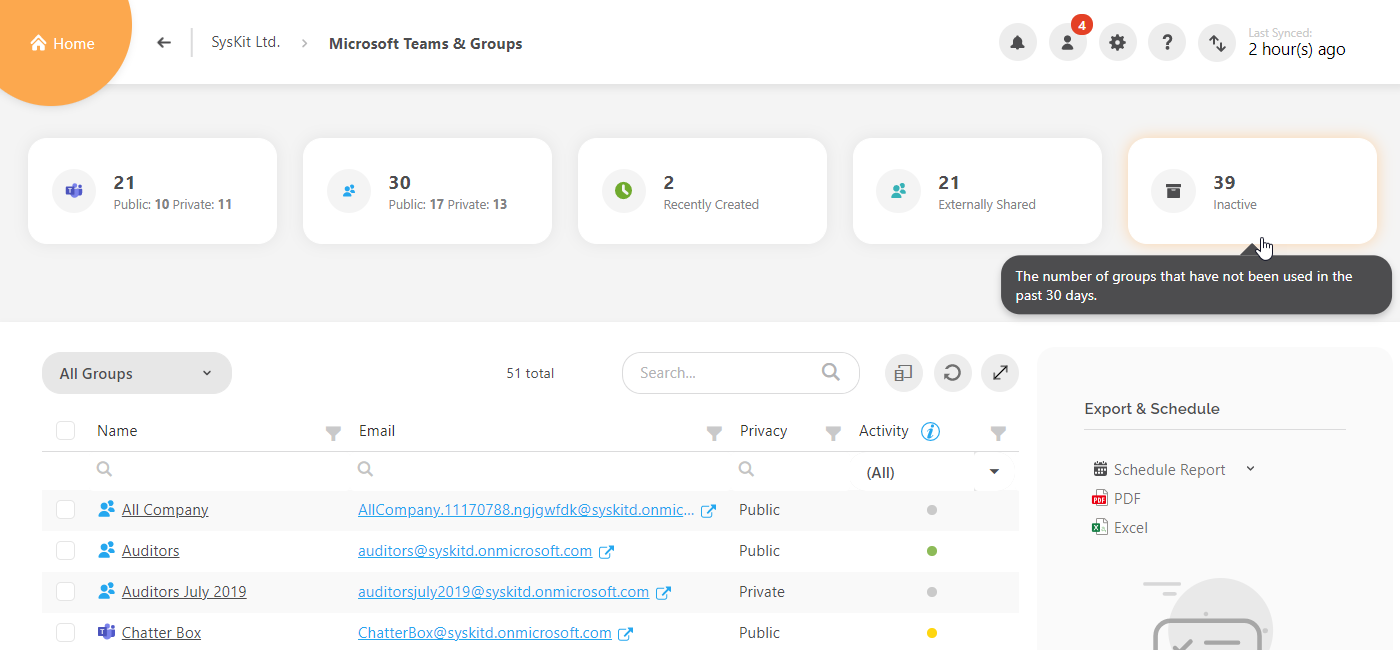 Home
SysKit Ltd.
Microsoft Teams & Groups
4
?
Last Synced:
2 hour(s) ago
21
Public: 10 Private: 11
30
Public: 17 Private: 13
2
Recently Created
21
Externally Shared
39
Inactive
The number of groups that have not been used in the
past 30 days.
All Groups
51 total
Search...
Name
Email
Privacy
Activity
i
(All)
All Company
AllCompany.11170788.ngjgwfdk@syskitd.onmic...
Public
Auditors
auditors@syskitd.onmicrosoft.com
Public
Auditors July 2019
auditorsjuly2019@syskitd.onmicrosoft.com
Private
Chatter Box
ChatterBox@syskitd.onmicrosoft.com
Public
Export & Schedule
Schedule Report
PDF
PDF
Excel